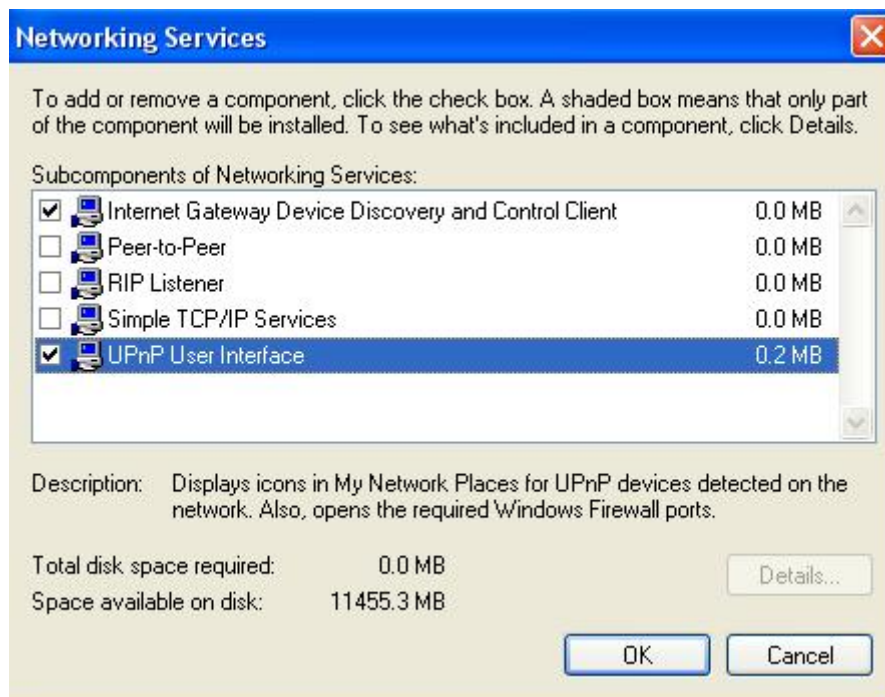 Networking Services
To add or remove a component, click the check box. A shaded box means that only part
of the component will be installed. To see what's included in a component, click Details.
Subcomponents of Networking Services:
Internet Gateway Device Discovery and Control Client 0.0 MB
Peer-to-Peer 0.0 MB
RIP Listener 0.0 MB
Simple TCP/IP Services 0.0 MB
UPnP User Interface 0.2 MB
Description: Displays icons in My Network Places for UPnP devices detected on the
network. Also, opens the required Windows Firewall ports.
Total disk space required: 0.0 MB
Details...
Space available on disk: 11455.3 MB
OK Cancel